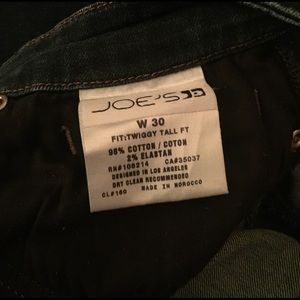 JOE'S
W 30
FIT:TWIGGY TALL FT
98% COTTON / COTON
2% ELASTAN
RN#108214 CA#35037
DESIGNED IN LOS ANGELES
DRY CLEAN RECOMMENDED
CL#160 MADE IN MOROCCO